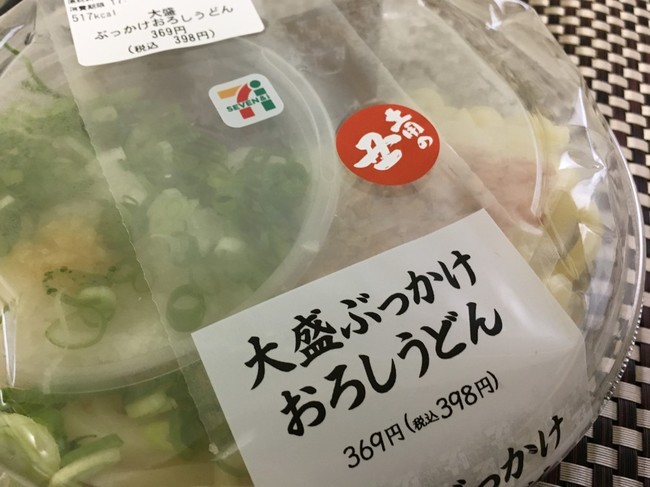 517kcal
大盛
ぶっかけおろしうどん
369円
(税込 398円)
SEVEN&i
大盛ぶっかけ
おろしうどん
369円(税込398円)
ぶっかけ